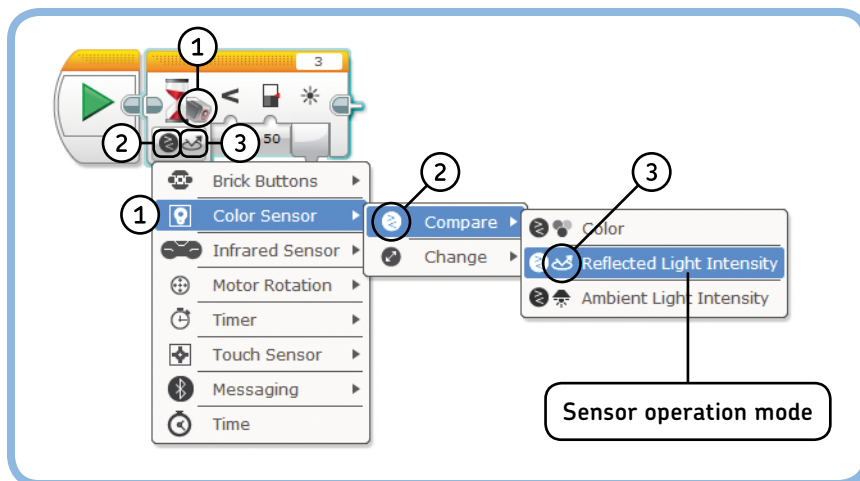 1
3
<
2
3
50
Brick Buttons
2
3
1
Color Sensor
Compare
Color
Infrared Sensor
Change
Reflected Light Intensity
Motor Rotation
Ambient Light Intensity
Timer
Touch Sensor
Messaging
Sensor operation mode
Time